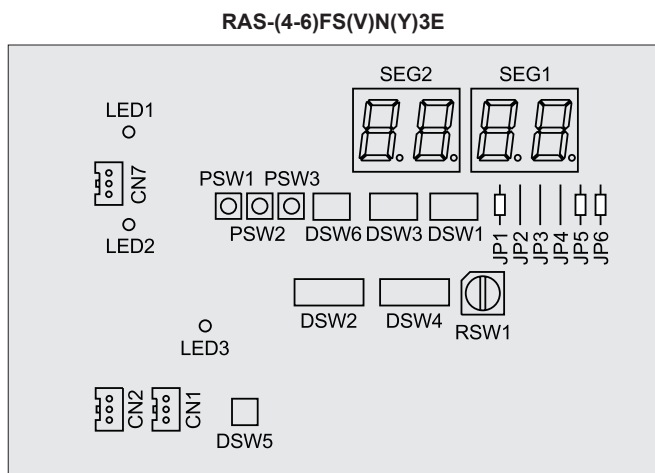 RAS-(4-6)FS(V)N(Y)3E
SEG2 SEG1
LED1
CN7
LED2
PSW1 PSW3
PSW2 DSW6 DSW3 DSW1
JP1 JP2 JP3 JP4 JP5 JP6
DSW2 DSW4 RSW1
LED3
CN2 CN1
DSW5